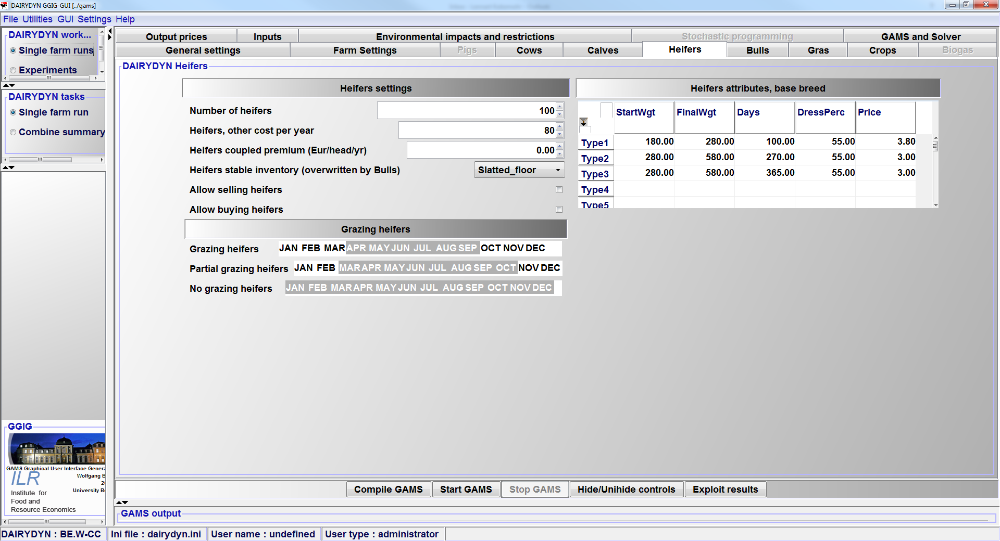 DAIRYDYN GGIG-GUI [../gams]
File Utilities GUI Settings Help
DAIRYDYN work...
Single farm runs
Experiments
DAIRYDYN tasks
Single farm run
Combine summary
GGIG
GAMS Graphical User Interface Genera
Wolfgang B
20
University Bo
ILR
Institute for
Food and
Resource Economics
Output prices Inputs Environmental impacts and restrictions Stochastic programming GAMS and Solver
General settings Farm Settings Pigs Cows Calves Heifers Bulls Gras Crops Biogas
DAIRYDYN Heifers
Heifers settings
Number of heifers 100
Heifers, other cost per year 80
Heifers coupled premium (Eur/head/yr) 0.00
Heifers stable inventory (overwritten by Bulls) Slatted_floor
Allow selling heifers
Allow buying heifers
Grazing heifers
Grazing heifers JAN FEB MAR APR MAY JUN JUL AUG SEP OCT NOV DEC
Partial grazing heifers JAN FEB MAR APR MAY JUN JUL AUG SEP OCT NOV DEC
No grazing heifers JAN FEB MAR APR MAY JUN JUL AUG SEP OCT NOV DEC
Heifers attributes, base breed
StartWgt FinalWgt Days DressPerc Price
Type1 180.00 280.00 100.00 55.00 3.80
Type2 280.00 580.00 270.00 55.00 3.00
Type3 280.00 580.00 365.00 55.00 3.00
Type4
Type5
Compile GAMS Start GAMS Stop GAMS Hide/Unihide controls Exploit results
GAMS output
DAIRYDYN : BE.W-CC Ini file : dairydyn.ini User name : undefined User type : administrator